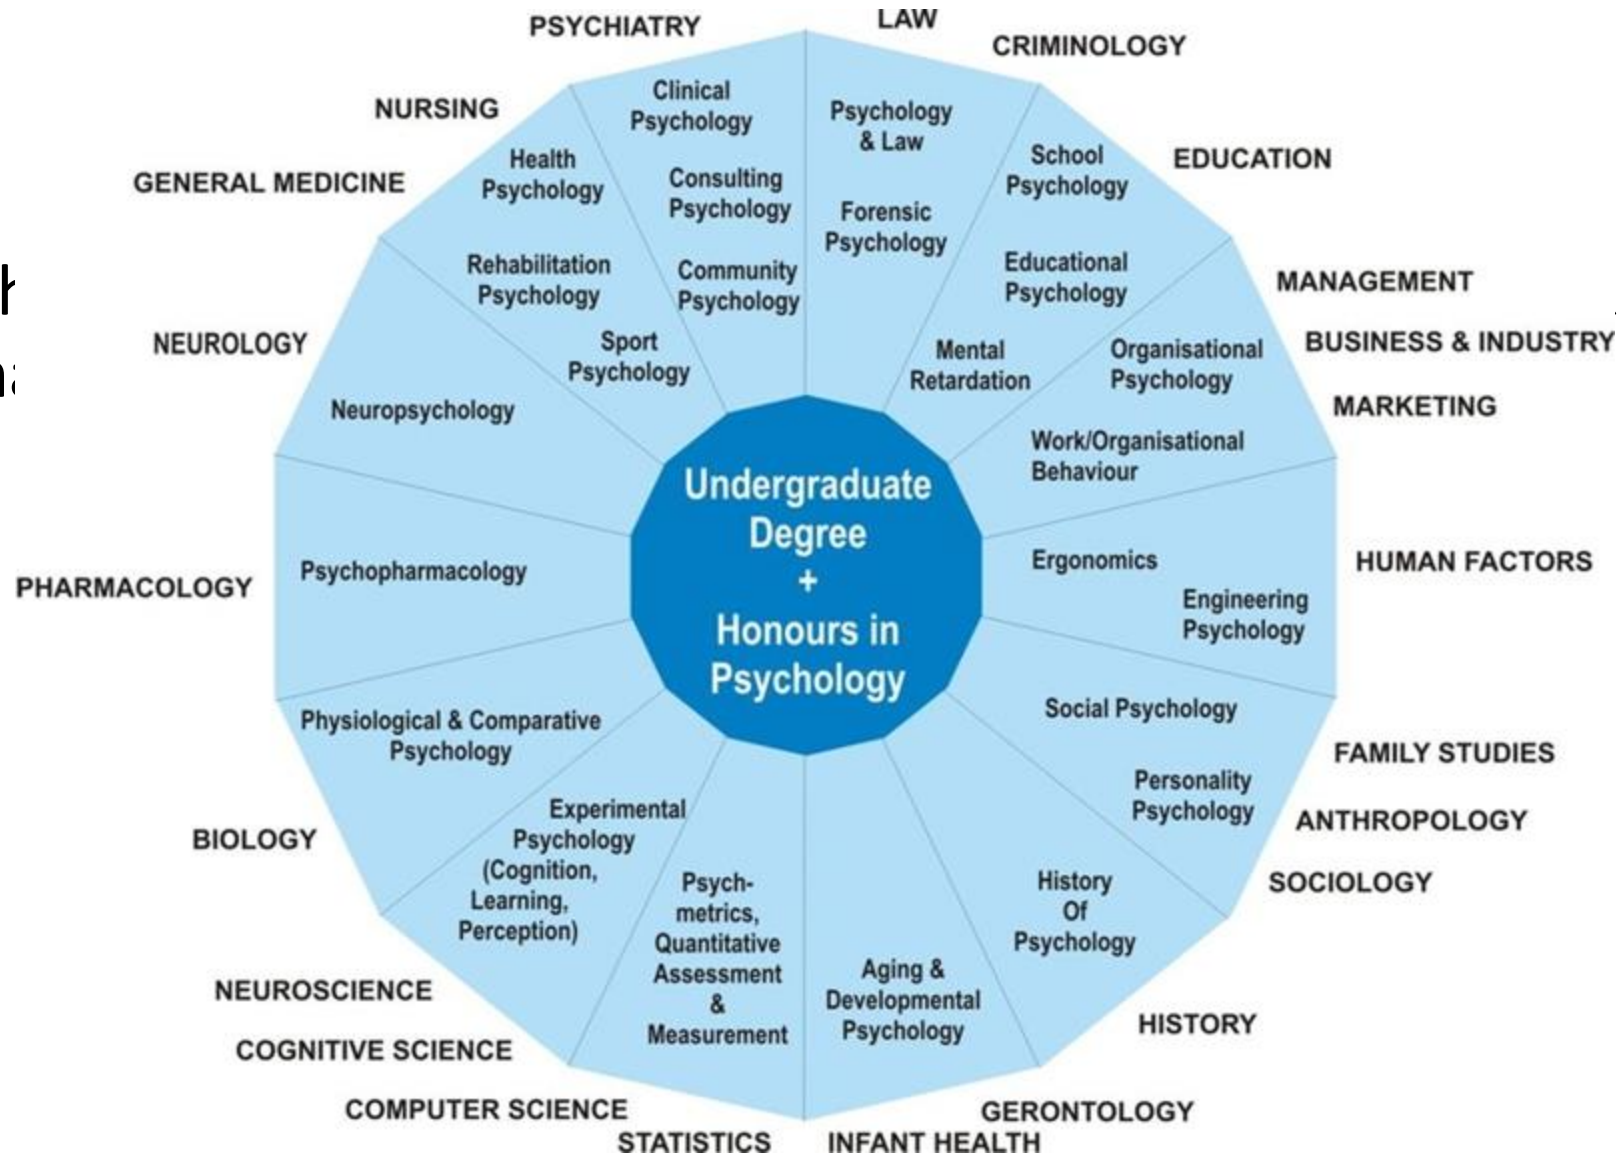 PSYCHIATRY
LAW
CRIMINOLOGY
NURSING
EDUCATION
GENERAL MEDICINE
MANAGEMENT
BUSINESS & INDUSTRY
NEUROLOGY
MARKETING
PHARMACOLOGY
HUMAN FACTORS
FAMILY STUDIES
BIOLOGY
ANTHROPOLOGY
SOCIOLOGY
NEUROSCIENCE
HISTORY
COGNITIVE SCIENCE
COMPUTER SCIENCE
GERONTOLOGY
STATISTICS
INFANT HEALTH
Clinical
Psychology
Consulting
Psychology
Community
Psychology
Psychology
& Law
Forensic
Psychology
School
Psychology
Educational
Psychology
Mental
Retardation
Organisational
Psychology
Work/Organisational
Behaviour
Ergonomics
Engineering
Psychology
Social Psychology
Personality
Psychology
History
Of
Psychology
Aging &
Developmental
Psychology
Psych-
metrics,
Quantitative
Assessment
&
Measurement
Experimental
Psychology
(Cognition,
Learning,
Perception)
Physiological & Comparative
Psychology
Psychopharmacology
Neuropsychology
Health
Psychology
Rehabilitation
Psychology
Sport
Psychology
Undergraduate
Degree
+
Honours in
Psychology